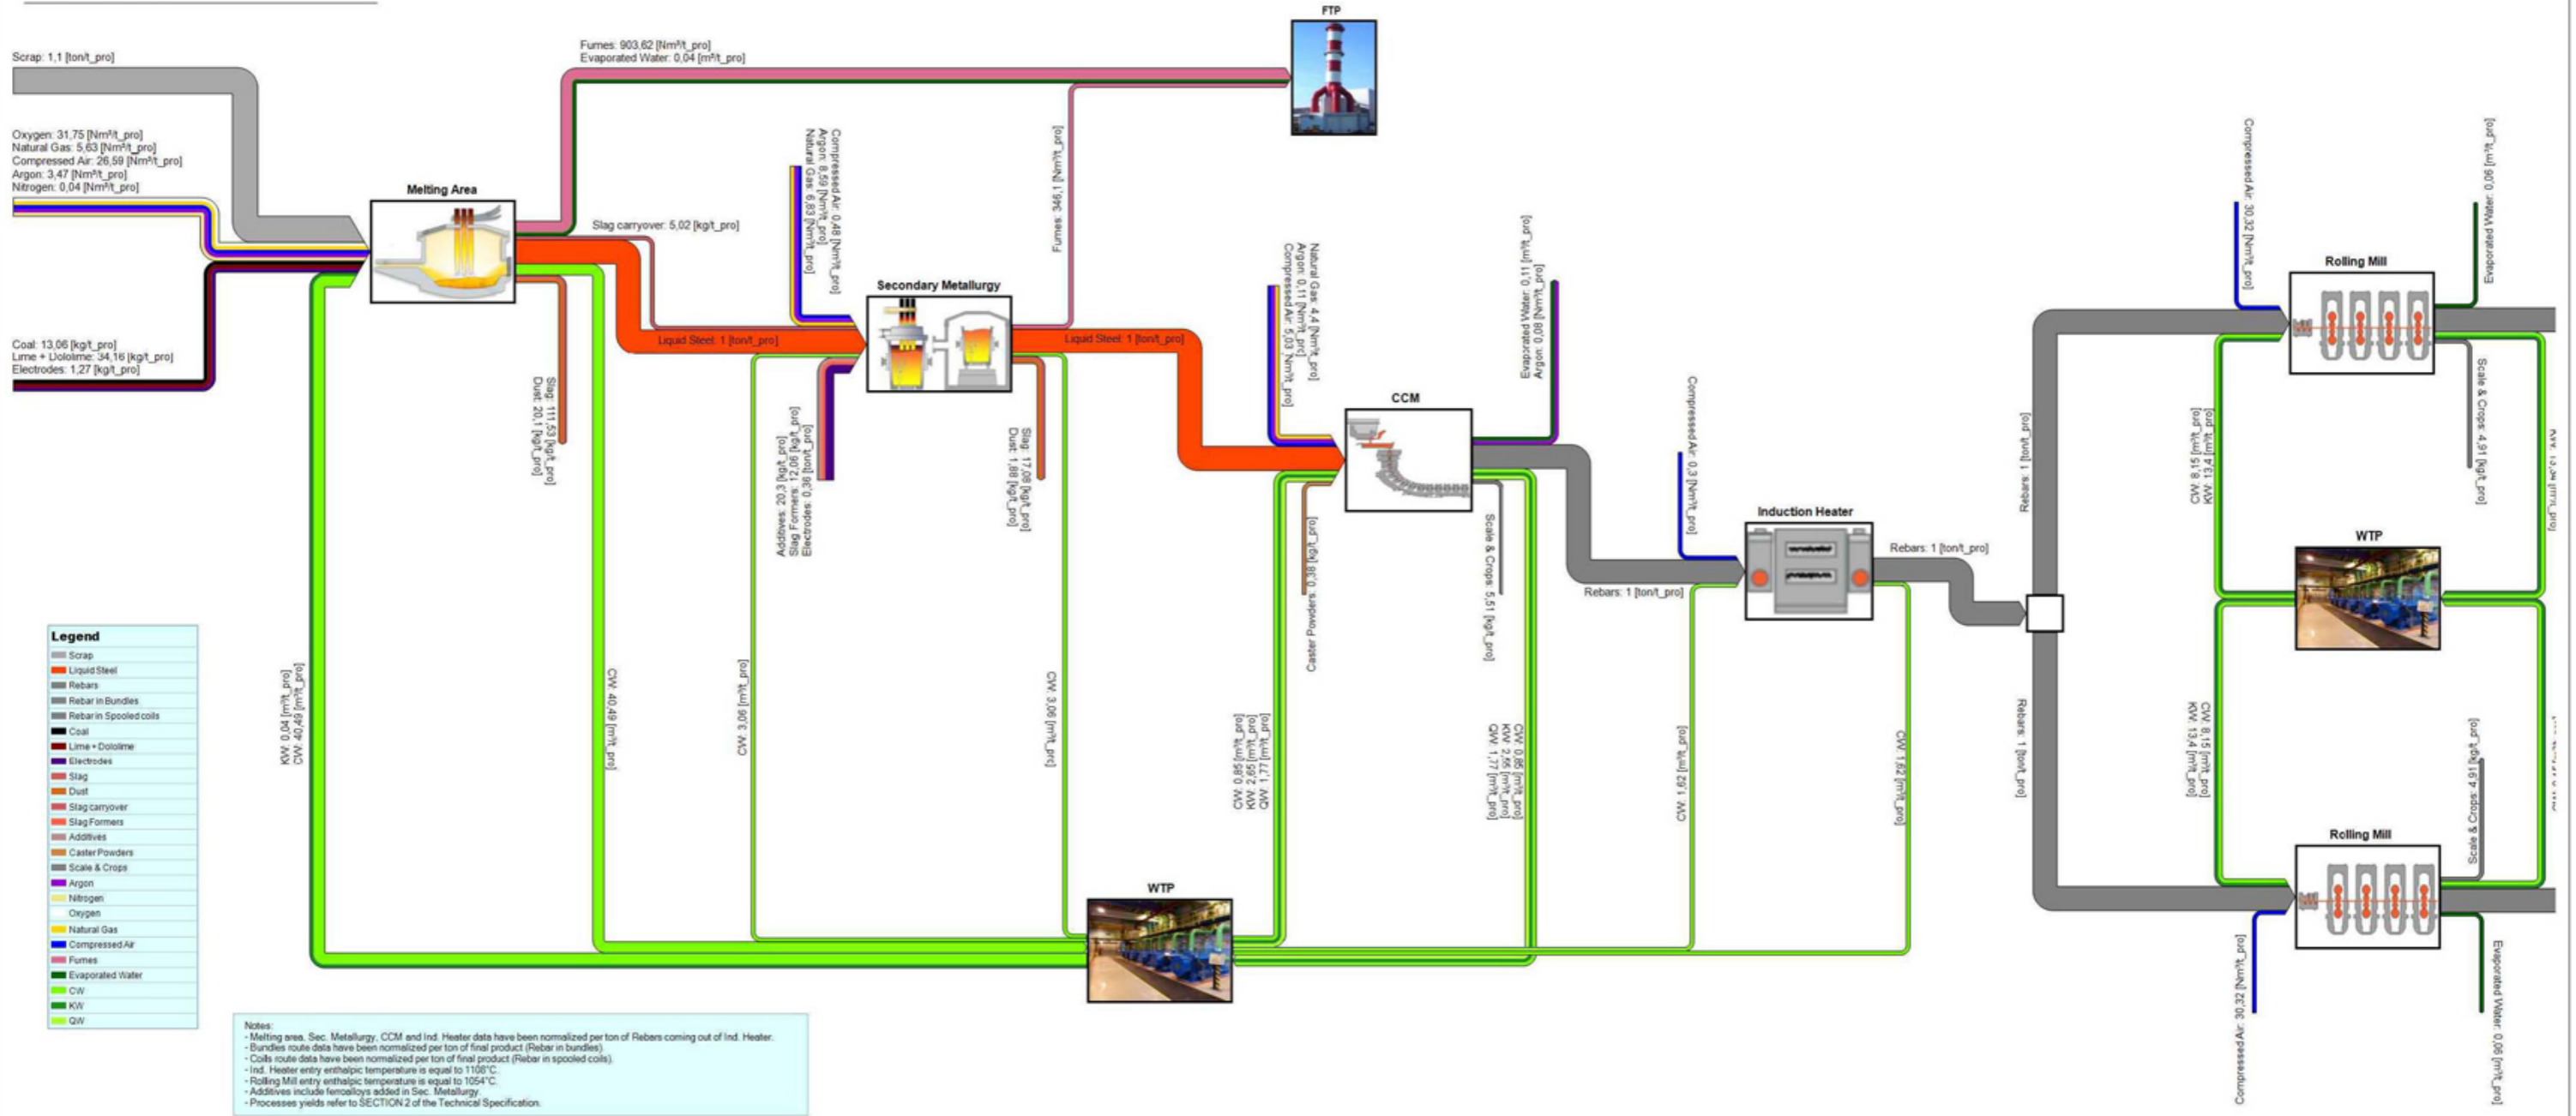 FTP
Fumes: 903,62 [Nm³/t_pro]
Evaporated Water: 0,04 [m³/t_pro]
Scrap: 1,1 [ton/t_pro]
Oxygen: 31,75 [Nm³/t_pro]
Natural Gas: 5,63 [Nm³/t_pro]
Compressed Air: 26,59 [Nm³/t_pro]
Argon: 3,47 [Nm³/t_pro]
Nitrogen: 0,04 [Nm³/t_pro]
Melting Area
Slag carryover: 5,02 [kg/t_pro]
Compressed Air: 0,48 [Nm³/t_pro]
Argon: 8,59 [Nm³/t_pro]
Natural Gas: 6,83 [Nm³/t_pro]
Fumes: 346,1 [Nm³/t_pro]
Secondary Metallurgy
Liquid Steel: 1 [ton/t_pro]
Liquid Steel: 1 [ton/t_pro]
Coal: 13,06 [kg/t_pro]
Lime + Dololime: 34,16 [kg/t_pro]
Electrodes: 1,27 [kg/t_pro]
Slag: 111,53 [kg/t_pro]
Dust: 20,1 [kg/t_pro]
Additives: 20,3 [kg/t_pro]
Slag Formers: 12,06 [kg/t_pro]
Electrodes: 0,36 [ton/t_pro]
Slag: 17,08 [kg/t_pro]
Dust: 1,88 [kg/t_pro]
Natural Gas: 4,4 [Nm³/t_pro]
Argon: 0,11 [Nm³/t_pro]
Compressed Air: 5,03 [Nm³/t_pro]
CCM
Evaporated Water: 0,11 [m³/t_pro]
Argon: 0,08 [Nm³/t_pro]
Caster Powders: 0,38 [kg/t_pro]
Scale & Crops: 5,51 [kg/t_pro]
Compressed Air: 0,3 [Nm³/t_pro]
Induction Heater
Rebars: 1 [ton/t_pro]
Rebars: 1 [ton/t_pro]
Rebars: 1 [ton/t_pro]
Rebars: 1 [ton/t_pro]
Compressed Air: 30,32 [Nm³/t_pro]
Evaporated Water: 0,06 [m³/t_pro]
Rolling Mill
Scale & Crops: 4,91 [kg/t_pro]
CW: 8,15 [m³/t_pro]
KW: 13,4 [m³/t_pro]
WTP
CW: 8,15 [m³/t_pro]
KW: 13,4 [m³/t_pro]
Scale & Crops: 4,91 [kg/t_pro]
Rolling Mill
Compressed Air: 30,32 [Nm³/t_pro]
Evaporated Water: 0,06 [m³/t_pro]
KW: 0,04 [m³/t_pro]
CW: 40,49 [m³/t_pro]
CW: 40,49 [m³/t_pro]
CW: 3,06 [m³/t_pro]
CW: 3,06 [m³/t_pro]
CW: 0,85 [m³/t_pro]
KW: 2,65 [m³/t_pro]
QW: 1,77 [m³/t_pro]
CW: 0,85 [m³/t_pro]
KW: 2,55 [m³/t_pro]
QW: 1,77 [m³/t_pro]
CW: 1,62 [m³/t_pro]
CW: 1,62 [m³/t_pro]
WTP
Legend
Scrap
Liquid Steel
Rebars
Rebar in Bundles
Rebar in Spooled coils
Coal
Lime + Dololime
Electrodes
Slag
Dust
Slag carryover
Slag Formers
Additives
Caster Powders
Scale & Crops
Argon
Nitrogen
Oxygen
Natural Gas
Compressed Air
Fumes
Evaporated Water
CW
KW
QW
Notes:
- Melting area, Sec. Metallurgy, CCM and Ind. Heater data have been normalized per ton of Rebars coming out of Ind. Heater.
- Bundles route data have been normalized per ton of final product (Rebar in bundles).
- Coils route data have been normalized per ton of final product (Rebar in spooled coils).
- Ind. Heater entry enthalpic temperature is equal to 1108°C.
- Rolling Mill entry enthalpic temperature is equal to 1054°C.
- Additives include ferroalloys added in Sec. Metallurgy.
- Processes yields refer to SECTION 2 of the Technical Specification.